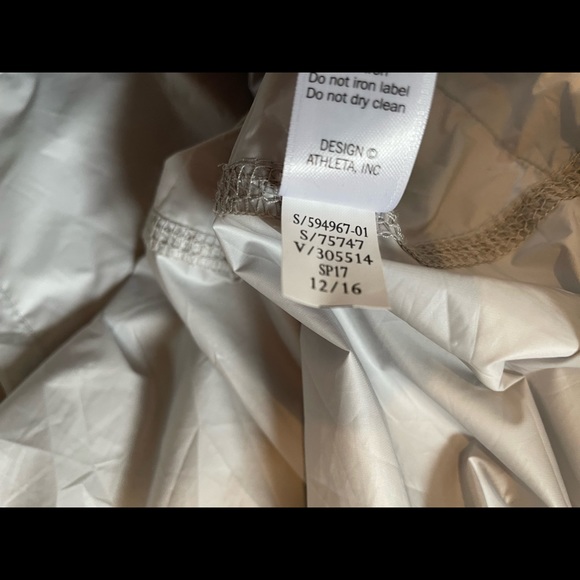 Do not iron label
Do not dry clean
DESIGN ©
ATHLETA, INC
S/594967-01
S/75747
V/305514
SP17
12/16